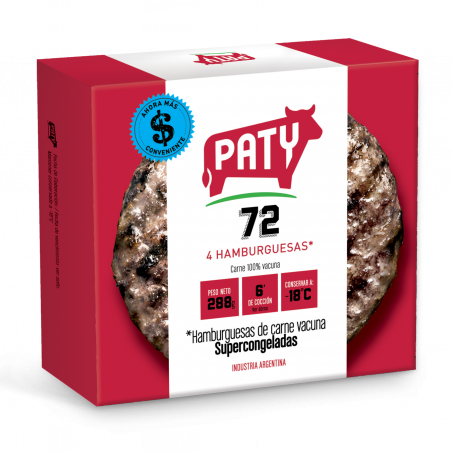 AHORA MÁS
$
CONVENIENTE
PATY
72
4 HAMBURGUESAS*
Carne 100% vacuna
PESO NETO
288g
6'
DE COCCIÓN
CONSERVAR A:
-18°C
*Hamburguesas de carne vacuna
Supercongeladas
INDUSTRIA ARGENTINA
PATY